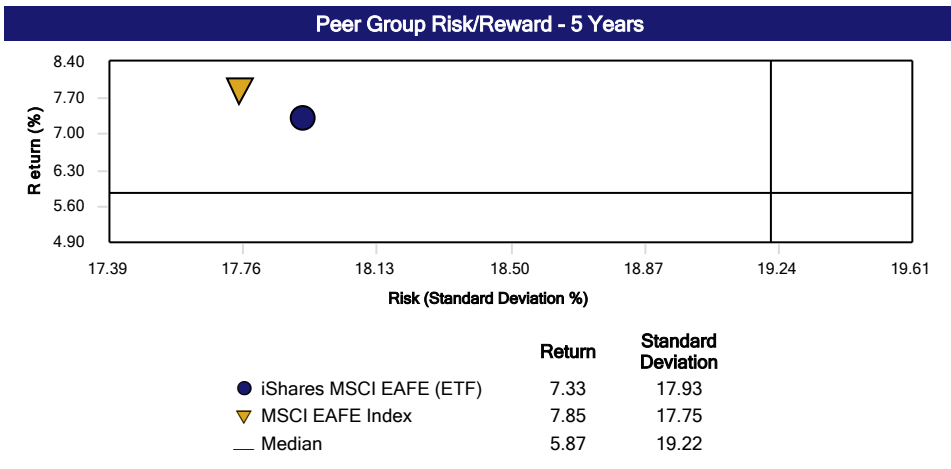 Peer Group Risk/Reward - 5 Years
8.40
7.70
7.00
6.30
5.60
4.90
R eturn (%)
17.39 17.76 18.13 18.50 18.87 19.24 19.61
Risk (Standard Deviation %)
Return Standard Deviation
iShares MSCI EAFE (ETF) 7.33 17.93
MSCI EAFE Index 7.85 17.75
Median 5.87 19.22